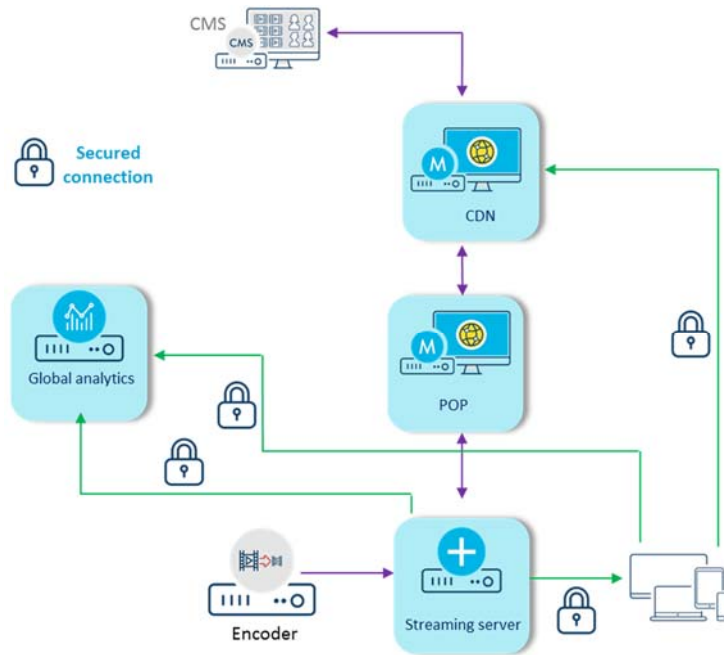 CMS
CMS
Secured
connection
M
CDN
M
POP
Global analytics
Encoder
Streaming server